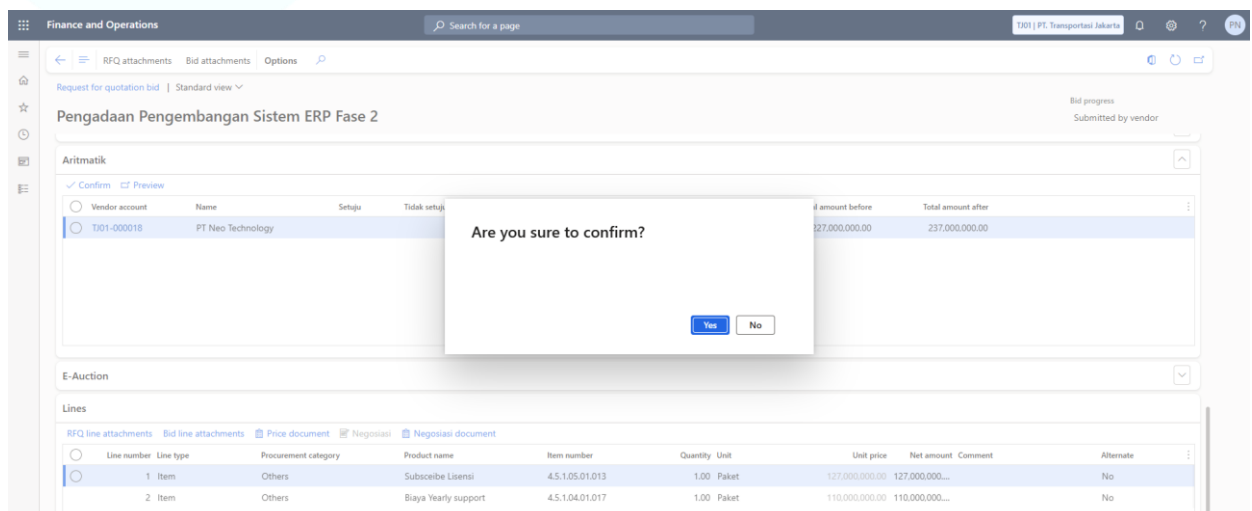 Finance and Operations
Search for a page
TJ01 | PT. Transportasi Jakarta
?
PN
RFQ attachments Bid attachments Options
Request for quotation bid | Standard view
Bid progress
Pengadaan Pengembangan Sistem ERP Fase 2
Submitted by vendor
Aritmatik
Confirm Preview
Vendor account Name Setuju Tidak setuju l amount before Total amount after
TJ01-000018 PT Neo Technology 227,000,000.00 237,000,000.00
Are you sure to confirm?
Yes No
E-Auction
Lines
RFQ line attachments Bid line attachments Price document Negosiasi Negosiasi document
Line number Line type Procurement category Product name Item number Quantity Unit Unit price Net amount Comment Alternate
1 Item Others Subsceibe Lisensi 4.5.1.05.01.013 1.00 Paket 127,000,000.00 127,000,000.... No
2 Item Others Biaya Yearly support 4.5.1.04.01.017 1.00 Paket 110,000,000.00 110,000,000.... No